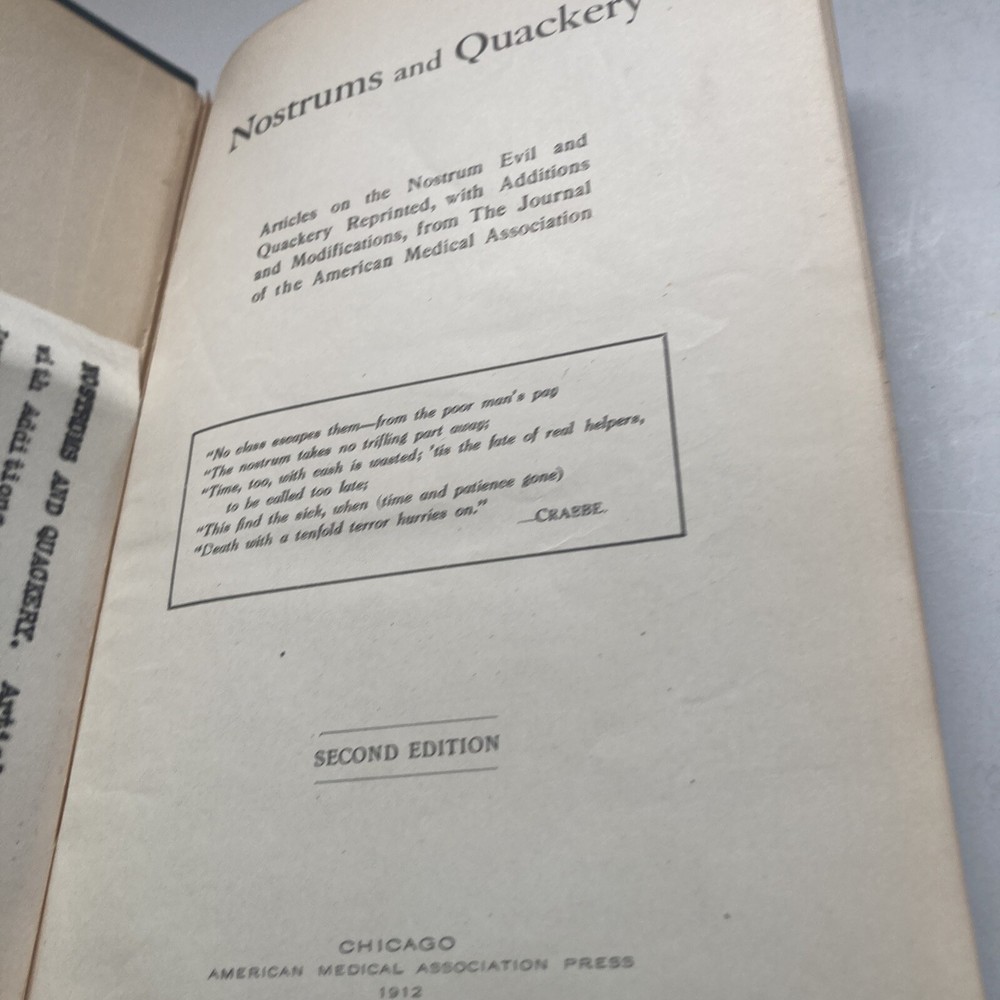 Nostrums and Quackery
Articles on the Nostrum Evil and
Quackery Reprinted, with Additions
and Modifications, from The Journal
of the American Medical Association
"No class escapes them—from the poor man's pay
"The nostrum takes no trifling part away;
"Time, too, with cash is wasted; 'tis the fate of real helpers,
to be called too late;
"This find the sick, when (time and patience gone)
"Death with a tenfold terror hurries on."
—CRABBE.
SECOND EDITION
CHICAGO
AMERICAN MEDICAL ASSOCIATION PRESS
1912
NOSTRUMS AND QUACKERY.
with Additions